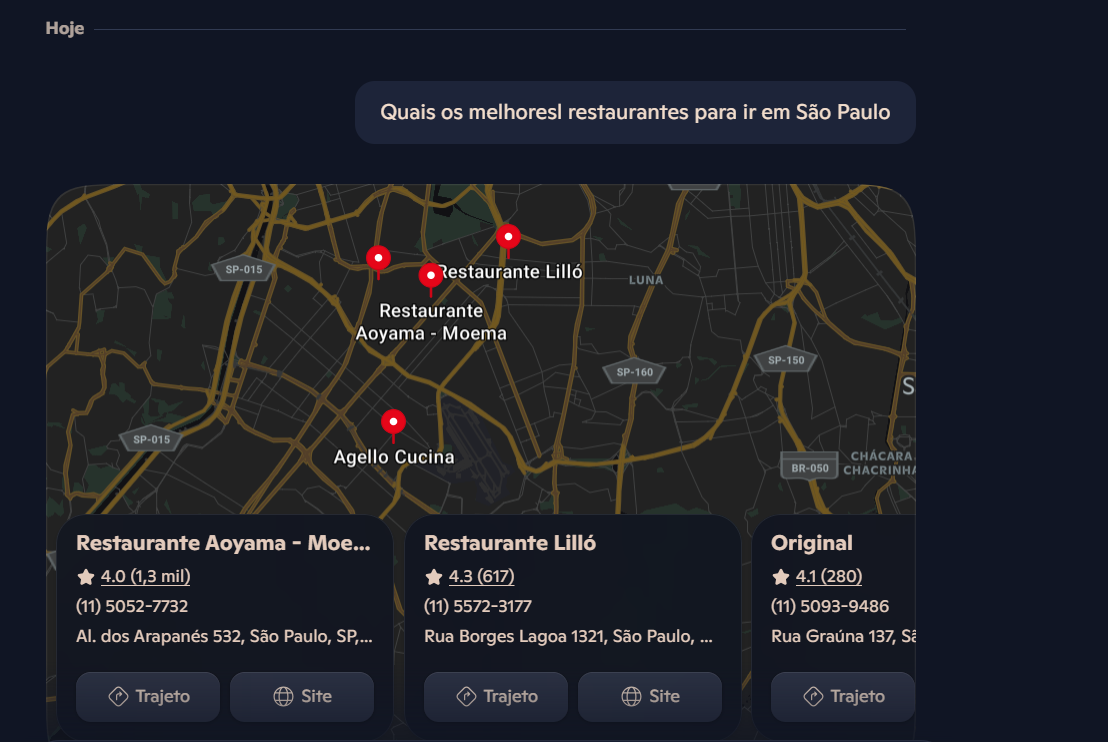 Hoje
Quais os melhoresl restaurantes para ir em São Paulo
Restaurante Lilló
SP-015
LUNA
Restaurante
Aoyama - Moema
SP-150
SP-160
S
SP-015
Agello Cucina
BR-050
CHÁCARA
CHACRINHA
Restaurante Aoyama - Moe...
4.0 (1,3 mil)
(11) 5052-7732
Al. dos Arapanés 532, São Paulo, SP,...
Trajeto
Site
Restaurante Lilló
4.3 (617)
(11) 5572-3177
Rua Borges Lagoa 1321, São Paulo, ...
Trajeto
Site
Original
4.1 (280)
(11) 5093-9486
Rua Graúna 137, Sã
Trajeto